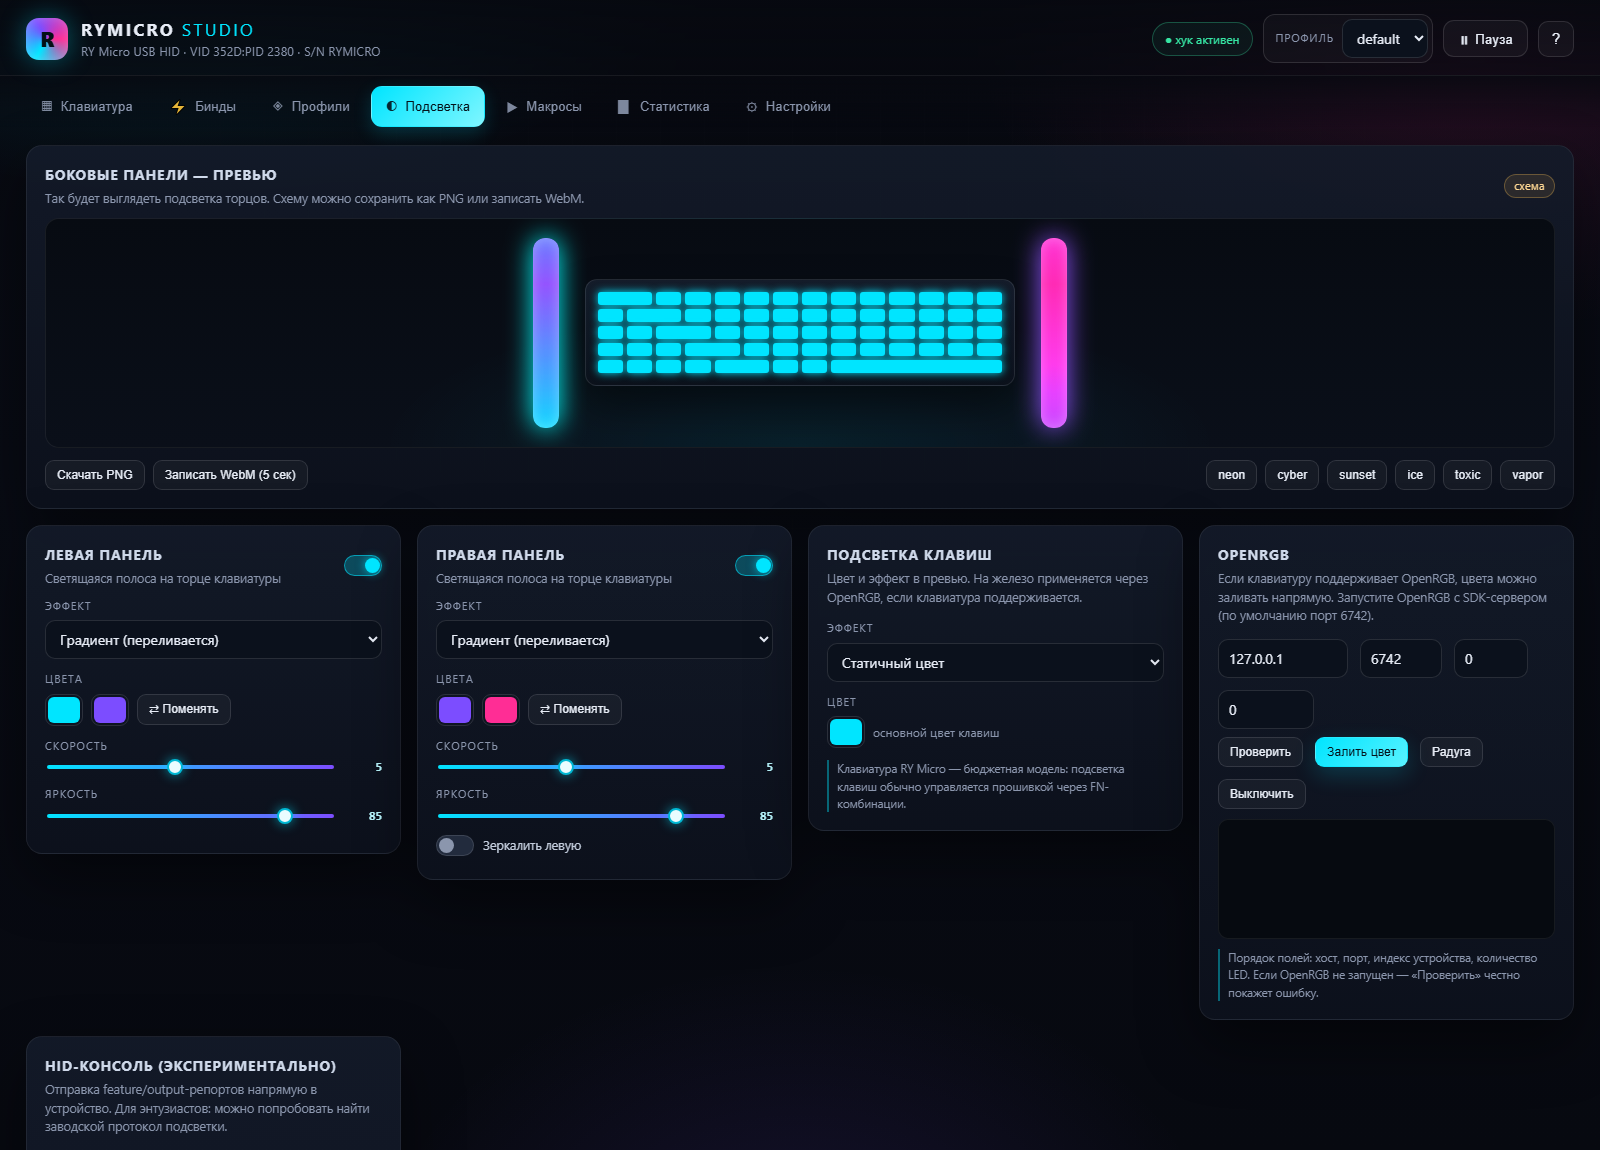 R
RYMICRO STUDIO
RY Micro USB HID · VID 352D:PID 2380 · S/N RYMICRO
● хук активен
ПРОФИЛЬ
default
Пауза
?
Клавиатура
Бинды
Профили
Подсветка
Макросы
Статистика
Настройки
БОКОВЫЕ ПАНЕЛИ — ПРЕВЬЮ
Так будет выглядеть подсветка торцов. Схему можно сохранить как PNG или записать WebM.
схема
Скачать PNG
Записать WebM (5 сек)
neon
cyber
sunset
ice
toxic
vapor
ЛЕВАЯ ПАНЕЛЬ
Светящаяся полоса на торце клавиатуры
ЭФФЕКТ
Градиент (переливается)
ЦВЕТА
⇄ Поменять
СКОРОСТЬ
5
ЯРКОСТЬ
85
ПРАВАЯ ПАНЕЛЬ
Светящаяся полоса на торце клавиатуры
ЭФФЕКТ
Градиент (переливается)
ЦВЕТА
⇄ Поменять
СКОРОСТЬ
5
ЯРКОСТЬ
85
Зеркалить левую
ПОДСВЕТКА КЛАВИШ
Цвет и эффект в превью. На железо применяется через
OpenRGB, если клавиатура поддерживается.
ЭФФЕКТ
Статичный цвет
ЦВЕТ
основной цвет клавиш
Клавиатура RY Micro — бюджетная модель: подсветка
клавиш обычно управляется прошивкой через FN-
комбинации.
OPENRGB
Если клавиатуру поддерживает OpenRGB, цвета можно
заливать напрямую. Запустите OpenRGB с SDK-сервером
(по умолчанию порт 6742).
127.0.0.1
6742
0
0
Проверить
Залить цвет
Радуга
Выключить
Порядок полей: хост, порт, индекс устройства, количество
LED. Если OpenRGB не запущен — «Проверить» честно
покажет ошибку.
HID-КОНСОЛЬ (ЭКСПЕРИМЕНТАЛЬНО)
Отправка feature/output-репортов напрямую в
устройство. Для энтузиастов: можно попробовать найти
заводской протокол подсветки.